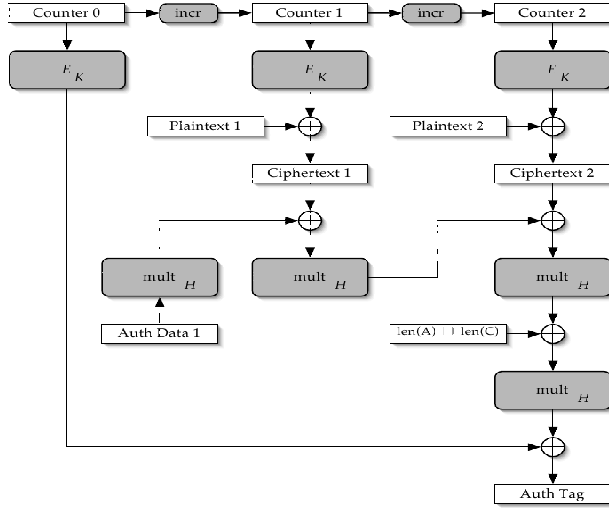 Counter 0 incr Counter 1 incr Counter 2
E K E K E K
Plaintext 1 Plaintext 2
Ciphertext 1 Ciphertext 2
mult H mult H mult H
Auth Data 1 len(A) || len(C)
mult H
Auth Tag